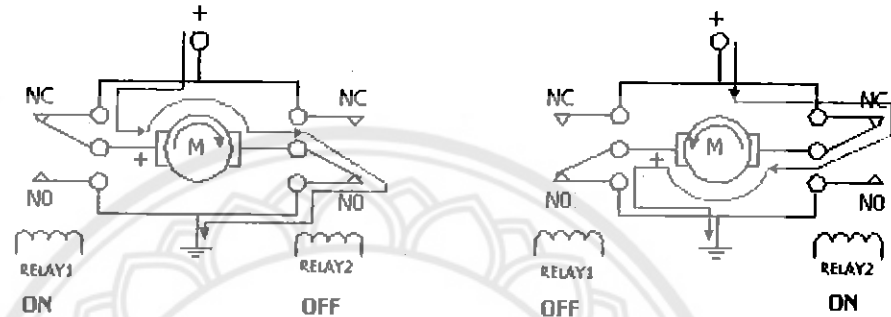 +
NC
NC
M
+
NO
NO
RELAY1
RELAY2
ON
OFF
+
NC
NC
M
+
NO
NO
RELAY1
RELAY2
OFF
ON